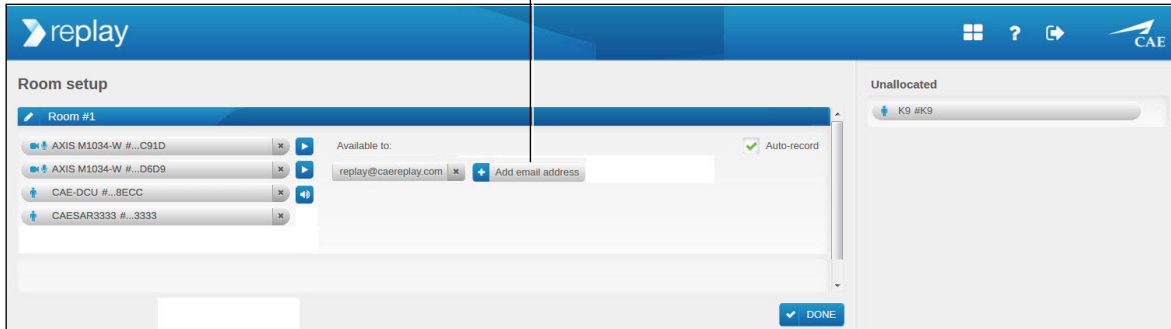 replay
?
CAE
Room setup
Unallocated
Room #1
K9 #K9
AXIS M1034-W #...C91D
Available to:
Auto-record
AXIS M1034-W #...D6D9
replay@caereplay.com
Add email address
CAE-DCU #...8ECC
CAESAR3333 #...3333
DONE